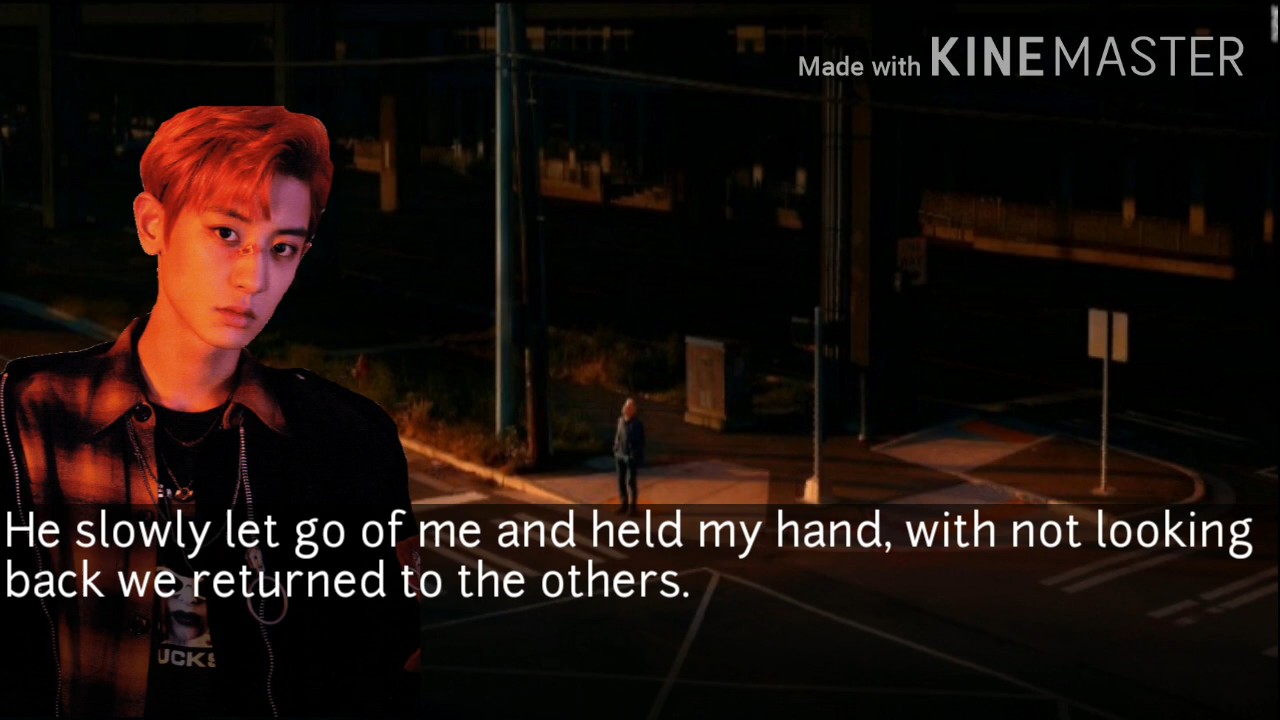 Made with KINEMASTER
He slowly let go of me and held my hand, with not looking
back we returned to the others.
UCKS